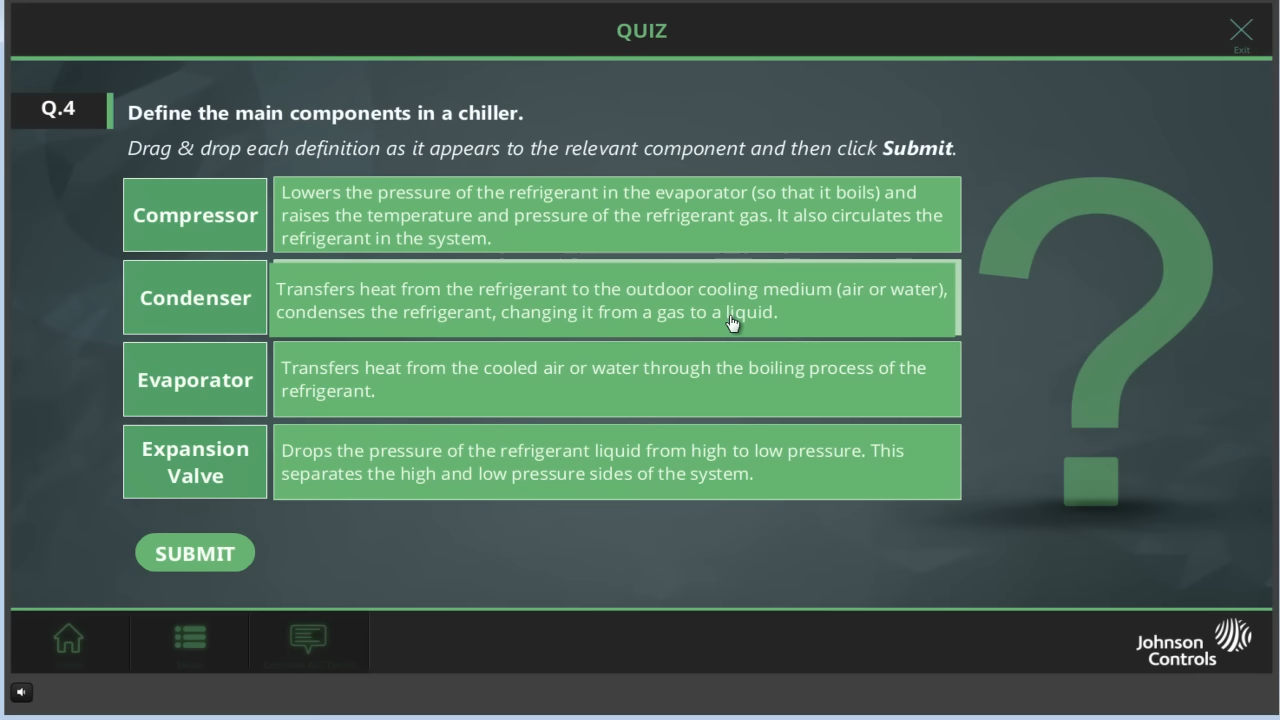 QUIZ
Exit
Q.4
Define the main components in a chiller.
Drag & drop each definition as it appears to the relevant component and then click Submit.
Compressor
Lowers the pressure of the refrigerant in the evaporator (so that it boils) and
raises the temperature and pressure of the refrigerant gas. It also circulates the
refrigerant in the system.
Condenser
Transfers heat from the refrigerant to the outdoor cooling medium (air or water),
condenses the refrigerant, changing it from a gas to a liquid.
Evaporator
Transfers heat from the cooled air or water through the boiling process of the
refrigerant.
Expansion
Valve
Drops the pressure of the refrigerant liquid from high to low pressure. This
separates the high and low pressure sides of the system.
SUBMIT
Johnson
Controls